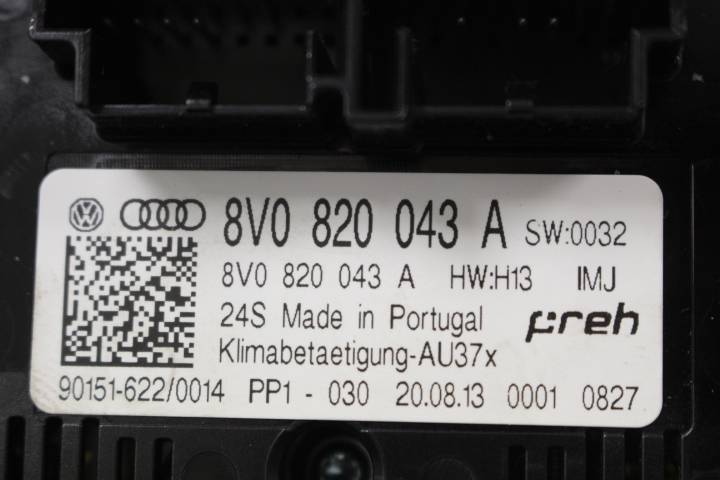 8V0 820 043 A SW:0032
8V0 820 043 A HW:H13 IMJ
24S Made in Portugal preh
Klimabetaetigung-AU37x
90151-622/0014 PP1 - 030 20.08.13 0001 0827